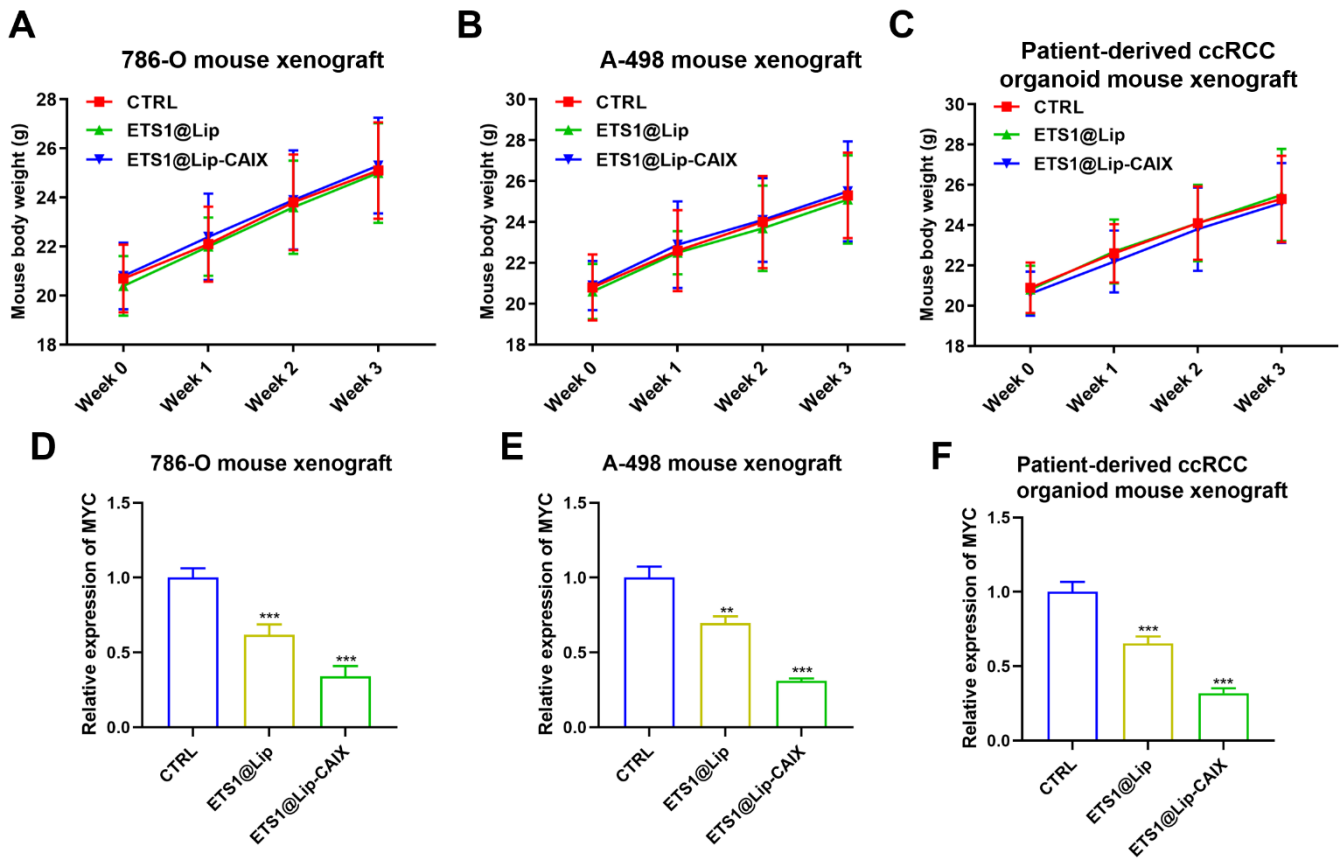 A
786-O mouse xenograft
Mouse body weight (g)
28
26
24
22
20
18
CTRL
ETS1@Lip
ETS1@Lip-CAIX
Week 0
Week 1
Week 2
Week 3
B
A-498 mouse xenograft
Mouse body weight (g)
30
28
26
24
22
20
18
CTRL
ETS1@Lip
ETS1@Lip-CAIX
Week 0
Week 1
Week 2
Week 3
C
Patient-derived ccRCC
organoid mouse xenograft
Mouse body weight (g)
30
28
26
24
22
20
18
CTRL
ETS1@Lip
ETS1@Lip-CAIX
Week 0
Week 1
Week 2
Week 3
D
786-O mouse xenograft
Relative expression of MYC
1.5
1.0
0.5
0.0
***
***
CTRL
ETS1@Lip
ETS1@Lip-CAIX
E
A-498 mouse xenograft
Relative expression of MYC
1.5
1.0
0.5
0.0
**
***
CTRL
ETS1@Lip
ETS1@Lip-CAIX
F
Patient-derived ccRCC
organiod mouse xenograft
Relative expression of MYC
1.5
1.0
0.5
0.0
***
***
CTRL
ETS1@Lip
ETS1@Lip-CAIX